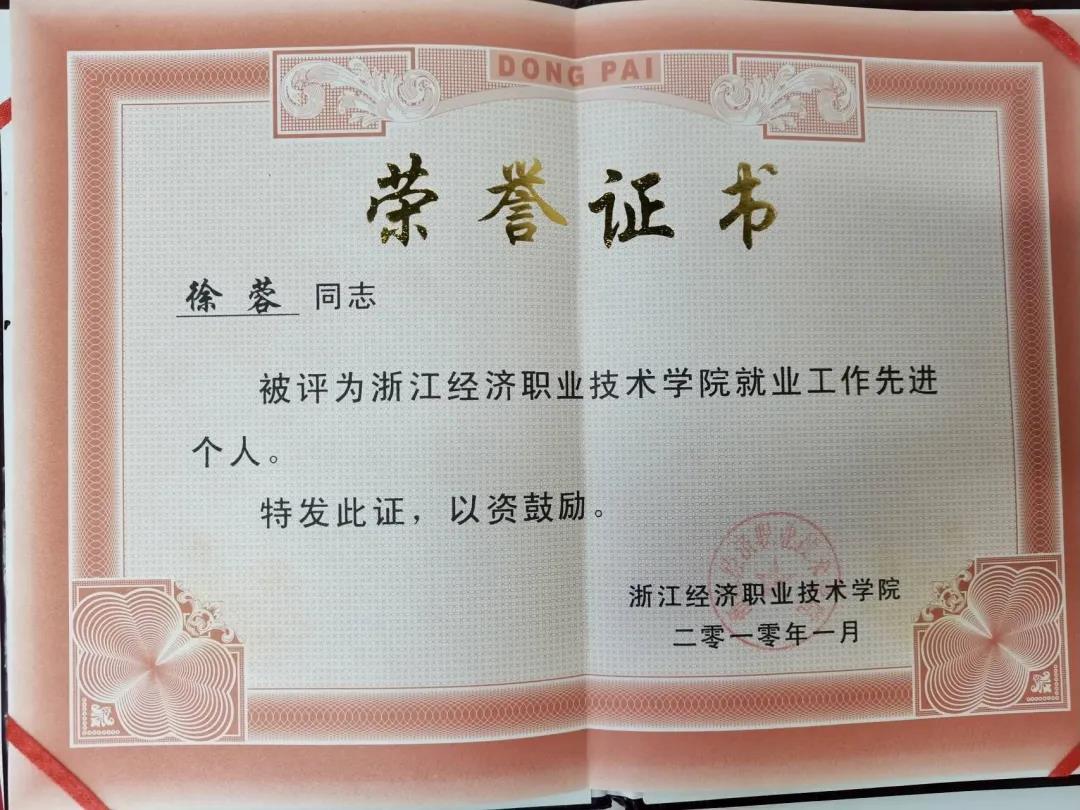 DONG PAI
荣誉证书
徐蓉 同志
被评为浙江经济职业技术学院就业工作先进
个人。
特发此证，以资鼓励。
浙江经济职业技术学院
二零一零年一月